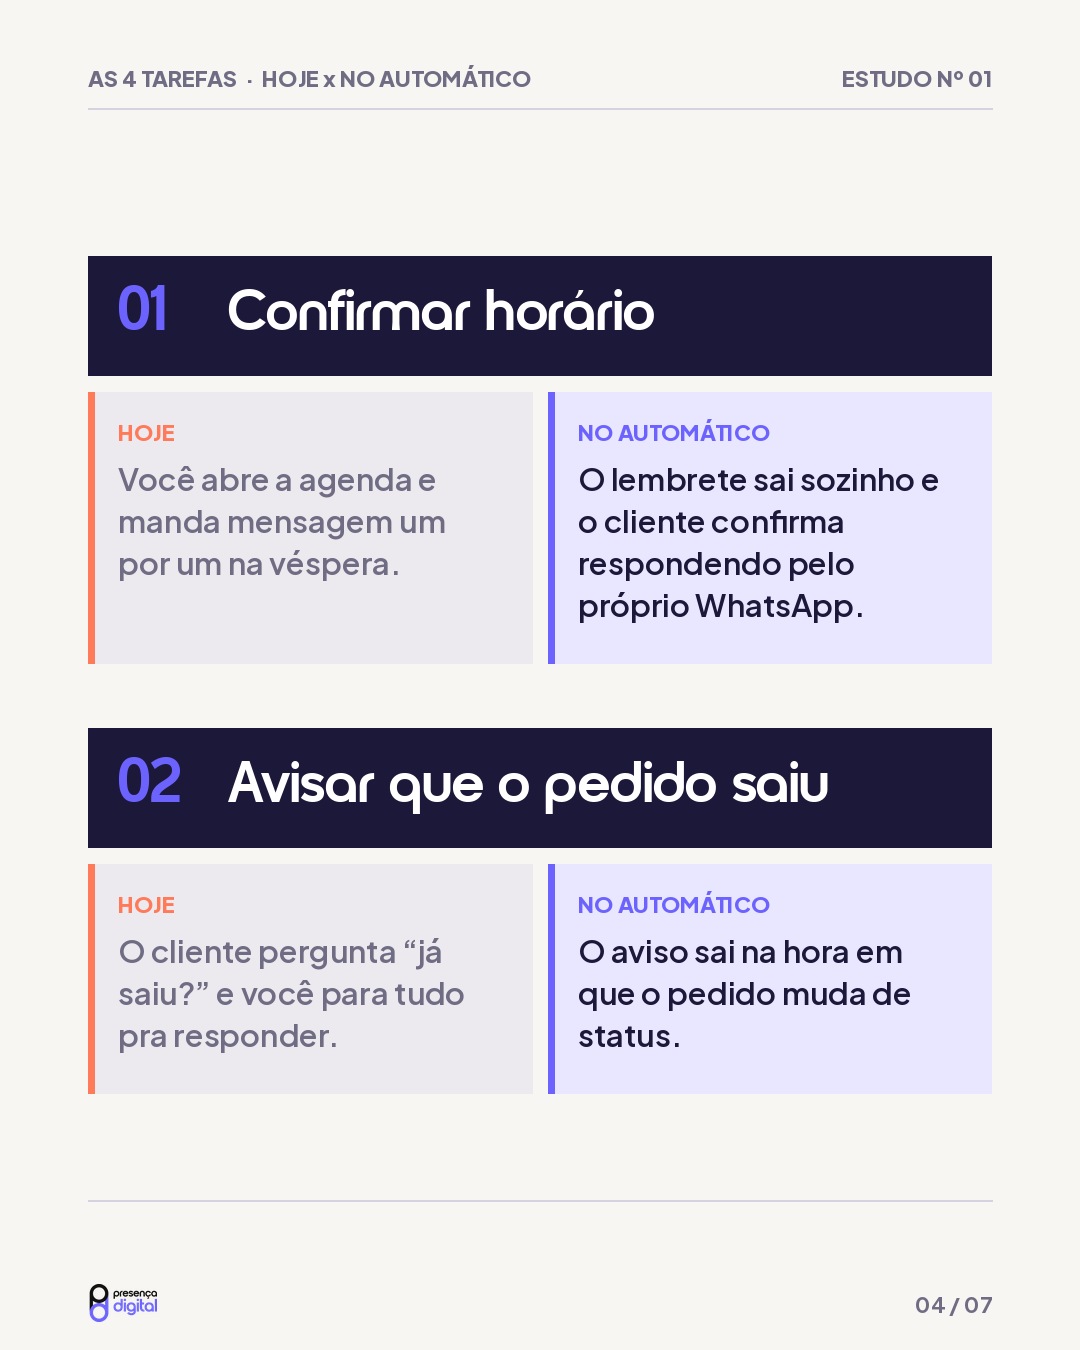 AS 4 TAREFAS · HOJE x NO AUTOMÁTICO
ESTUDO Nº 01
01 Confirmar horário
HOJE
Você abre a agenda e
manda mensagem um
por um na véspera.
NO AUTOMÁTICO
O lembrete sai sozinho e
o cliente confirma
respondendo pelo
próprio WhatsApp.
02 Avisar que o pedido saiu
HOJE
O cliente pergunta “já
saiu?” e você para tudo
pra responder.
NO AUTOMÁTICO
O aviso sai na hora em
que o pedido muda de
status.
presença
digital
04 / 07